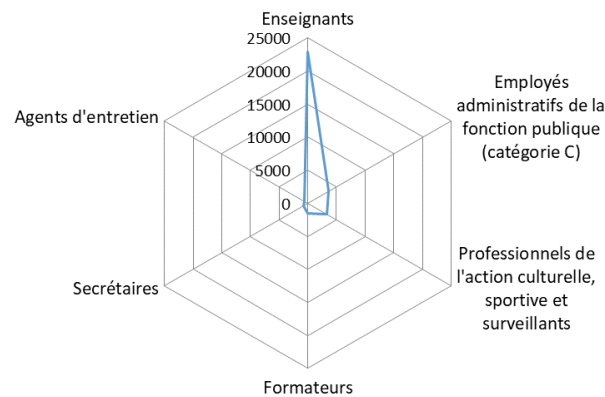 Enseignants
25000
20000
15000
10000
5000
0
Employés
administratifs de la
fonction publique
(catégorie C)
Agents d'entretien
Professionnels de
l'action culturelle,
sportive et
surveillants
Secrétaires
Formateurs